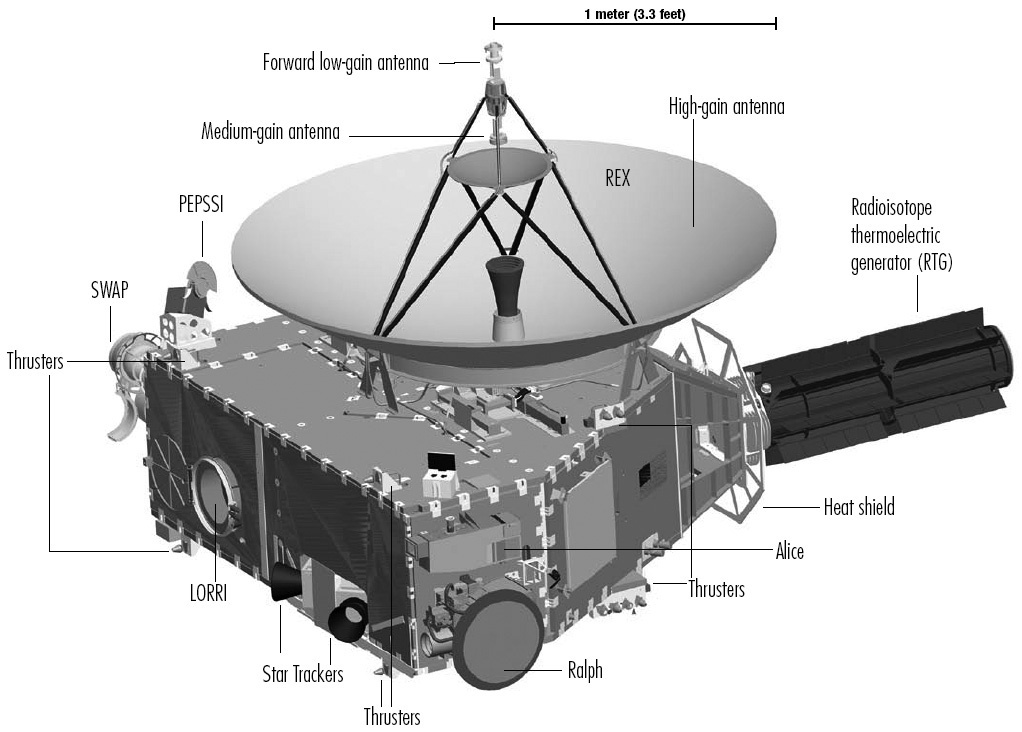 1 meter (3.3 feet)
Forward low-gain antenna
High-gain antenna
Medium-gain antenna
REX
PEPSSI
Radioisotope
thermoelectric
generator (RTG)
SWAP
Thrusters
Heat shield
Alice
LORRI
Thrusters
Star Trackers
Ralph
Thrusters